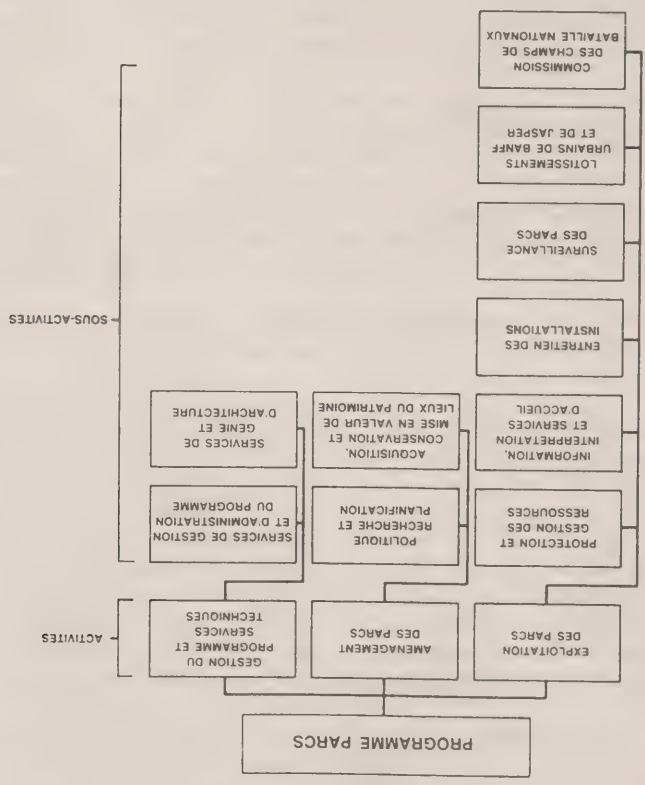 PROGRAMME PARCS
EXPLOITATION
DES PARCS
AMENAGEMENT
DES PARCS
GESTION DU
PROGRAMME ET
SERVICES
TECHNIQUES
ACTIVITES
PROTECTION ET
GESTION DES
RESSOURCES
POLITIQUE
RECHERCHE ET
PLANIFICATION
SERVICES DE GESTION
ET D'ADMINISTRATION
DU PROGRAMME
INFORMATION,
INTERPRETATION
ET SERVICES
D'ACCUEIL
ACQUISITION,
CONSERVATION ET
MISE EN VALEUR DE
LIEUX DU PATRIMOINE
SERVICES DE
GENIE ET
D'ARCHITECTURE
ENTRETIEN DES
INSTALLATIONS
SOUS-ACTIVITES
SURVEILLANCE
DES PARCS
LOTISSEMENTS
URBAINS DE BANFF
ET DE JASPER
COMMISSION
DES CHAMPS DE
BATAILLE NATIONAUX